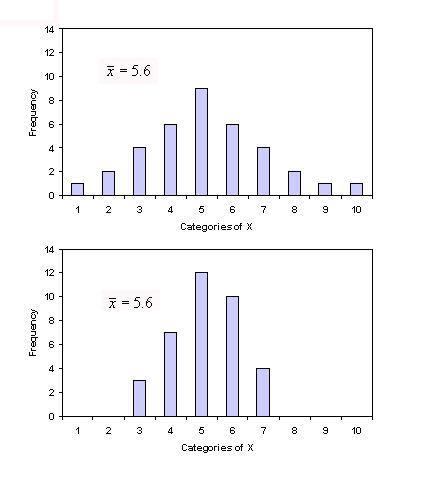 14
12
10
8
6
4
2
0
Frequency
x̅ = 5.6
1 2 3 4 5 6 7 8 9 10
Categories of X
14
12
10
8
6
4
2
0
Frequency
x̅ = 5.6
1 2 3 4 5 6 7 8 9 10
Categories of X